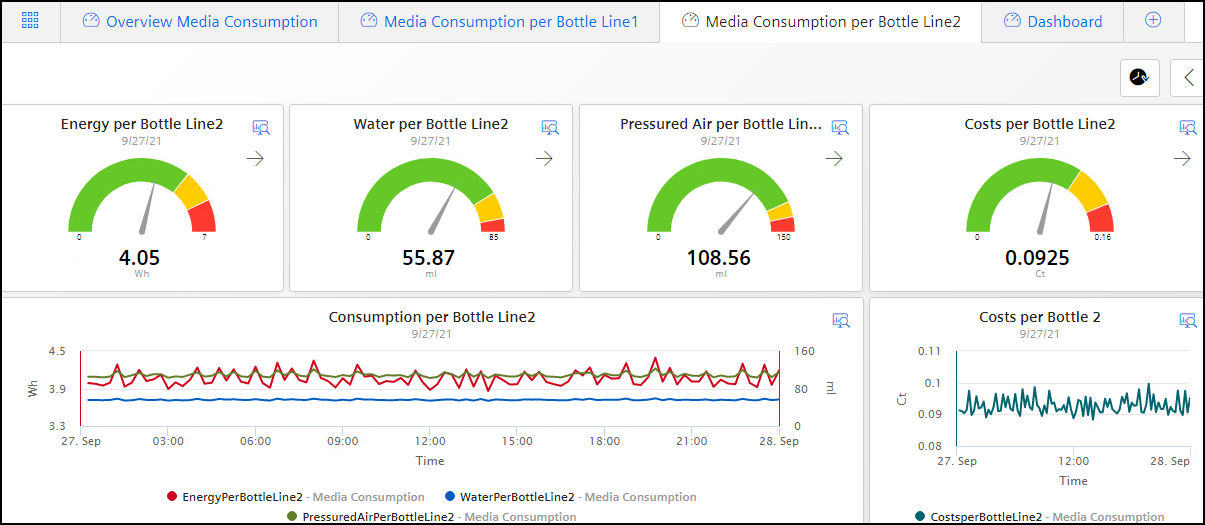 Overview Media Consumption Media Consumption per Bottle Line1 Media Consumption per Bottle Line2 Dashboard
Energy per Bottle Line2
9/27/21
0 7
4.05
Wh
Water per Bottle Line2
9/27/21
0 85
55.87
ml
Pressured Air per Bottle Lin...
9/27/21
0 150
108.56
ml
Costs per Bottle Line2
9/27/21
0 0.16
0.0925
Ct
Consumption per Bottle Line2
9/27/21
4.5 160
3.9 80
3.3 0
Wh
ml
27. Sep 03:00 06:00 09:00 12:00 15:00 18:00 21:00 28. Sep
Time
EnergyPerBottleLine2 - Media Consumption WaterPerBottleLine2 - Media Consumption
PressuredAirPerBottleLine2 - Media Consumption
Costs per Bottle 2
9/27/21
0.11
0.1
0.09
0.08
Ct
27. Sep 12:00 28. Sep
Time
CostsperBottleLine2 - Media Consumption